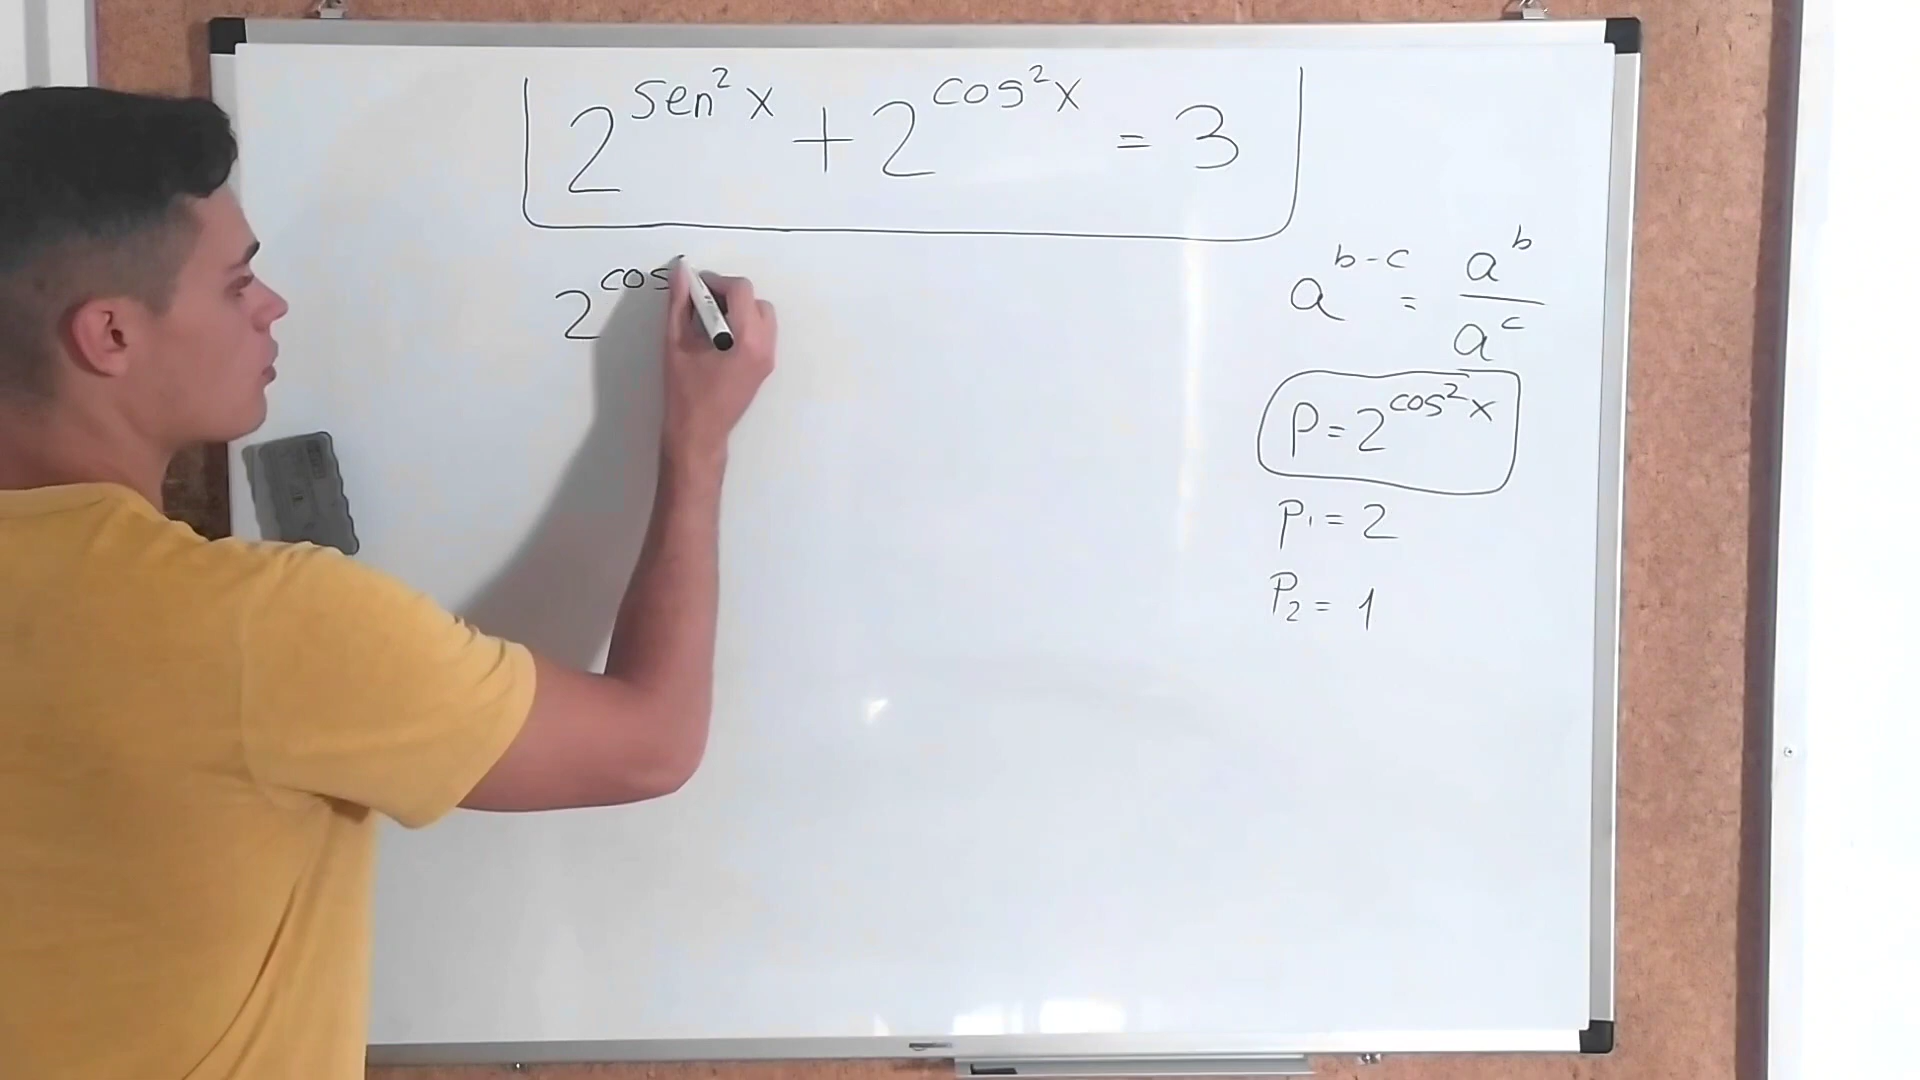 2^sen²x + 2^cos²x = 3
2^cos
a^b-c = a^b / a^c
P = 2^cos²x
P₁ = 2
P₂ = 1